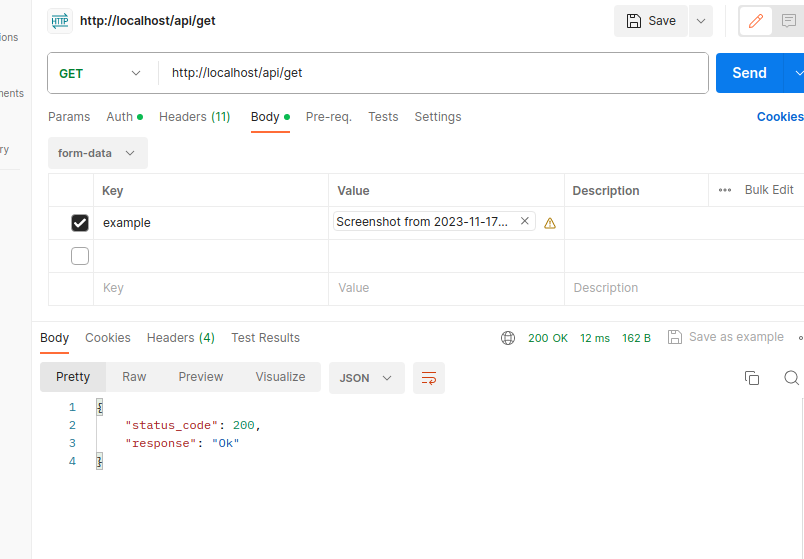 HTTP http://localhost/api/get Save
ions
GET http://localhost/api/get Send
ments
Params Auth Headers (11) Body Pre-req. Tests Settings Cookies
ry
form-data
Key Value Description Bulk Edit
example Screenshot from 2023-11-17...
Key Value Description
Body Cookies Headers (4) Test Results 200 OK 12 ms 162 B Save as example
Pretty Raw Preview Visualize JSON
1 {
2 "status_code": 200,
3 "response": "Ok"
4 }